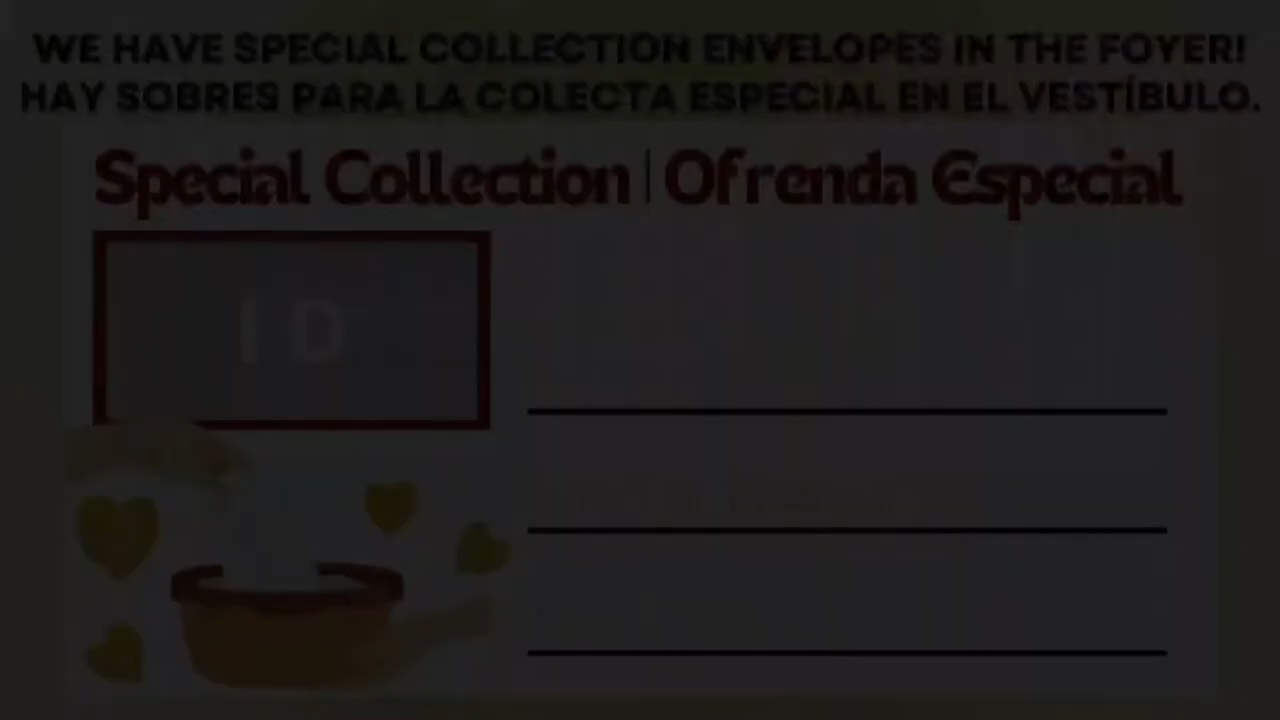 WE HAVE SPECIAL COLLECTION ENVELOPES IN THE FOYER!
HAY SOBRES PARA LA COLECTA ESPECIAL EN EL VESTÍBULO.
Special Collection | Ofrenda Especial
ID